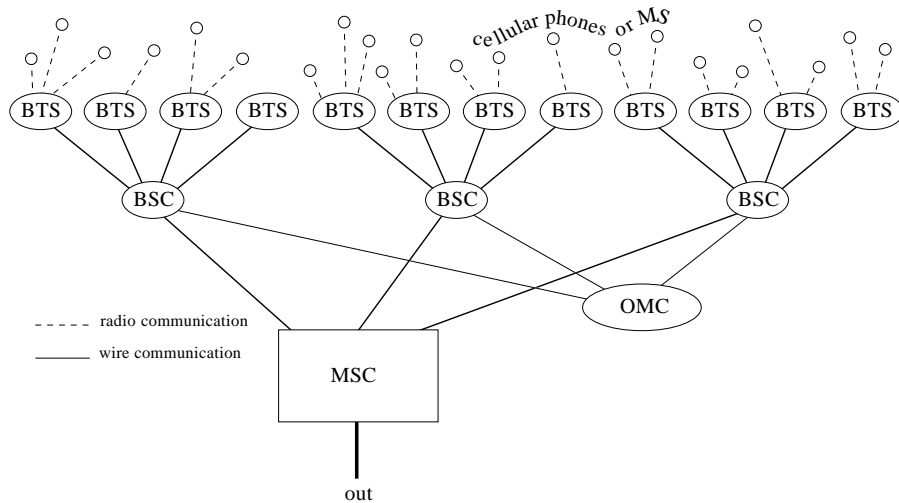 cellular phones or MS
BTS BTS BTS BTS BTS BTS BTS BTS BTS BTS BTS BTS
BSC BSC BSC
OMC
radio communication
wire communication
MSC
out